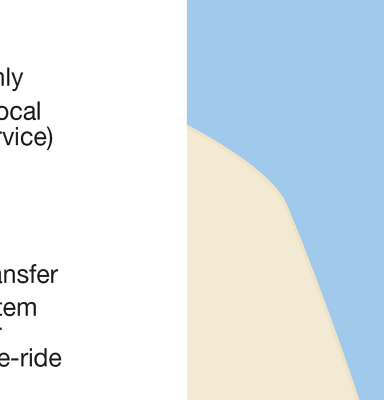 nly
ocal
rvice)
ansfer
tem
e-ride